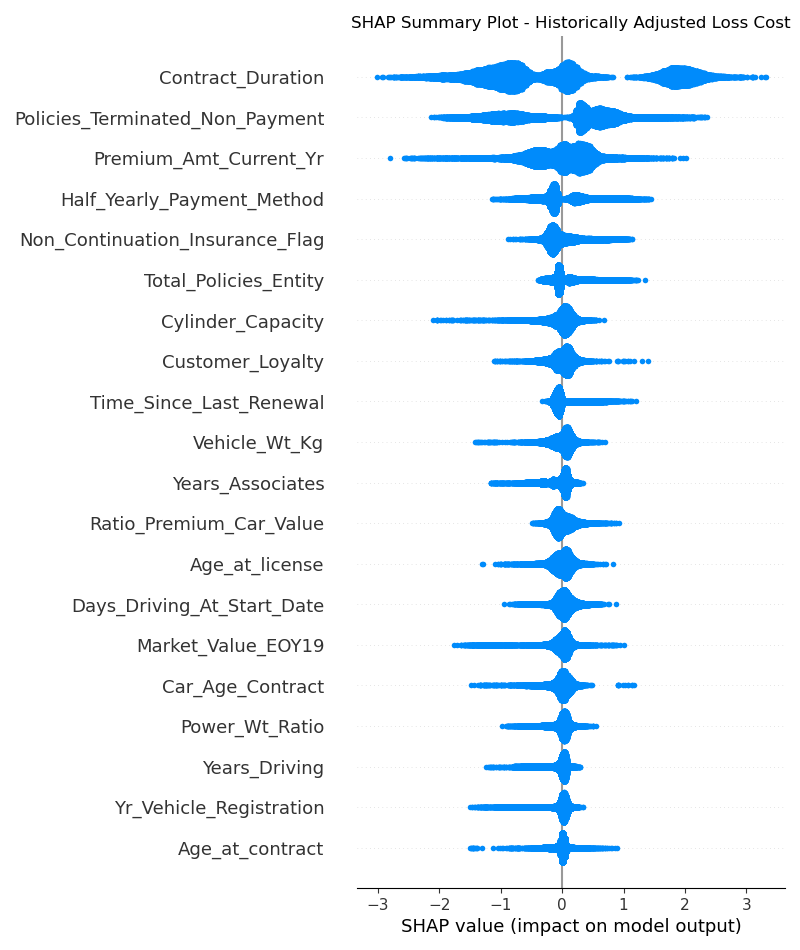 SHAP Summary Plot - Historically Adjusted Loss Cost
Contract_Duration
Policies_Terminated_Non_Payment
Premium_Amt_Current_Yr
Half_Yearly_Payment_Method
Non_Continuation_Insurance_Flag
Total_Policies_Entity
Cylinder_Capacity
Customer_Loyalty
Time_Since_Last_Renewal
Vehicle_Wt_Kg
Years_Associates
Ratio_Premium_Car_Value
Age_at_license
Days_Driving_At_Start_Date
Market_Value_EOY19
Car_Age_Contract
Power_Wt_Ratio
Years_Driving
Yr_Vehicle_Registration
Age_at_contract
−3 −2 −1 0 1 2 3
SHAP value (impact on model output)